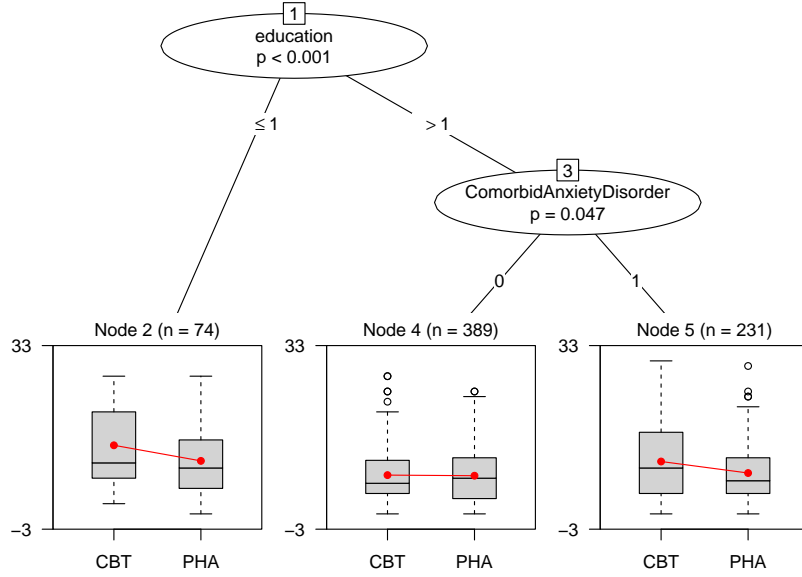 1
education
p < 0.001
≤ 1
> 1
3
ComorbidAnxietyDisorder
p = 0.047
0
1
Node 2 (n = 74)
33
−3
CBT PHA
Node 4 (n = 389)
33
−3
CBT PHA
Node 5 (n = 231)
33
−3
CBT PHA